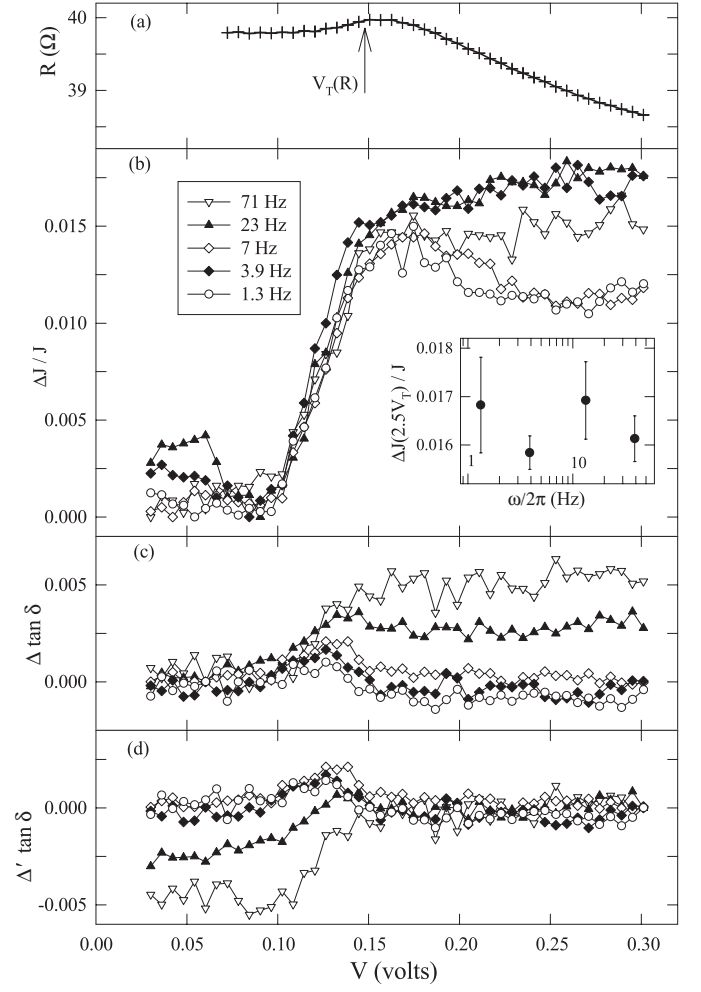 (a)
40
39
R (Ω)
V_T(R)
(b)
71 Hz
23 Hz
7 Hz
3.9 Hz
1.3 Hz
0.015
0.010
0.005
0.000
ΔJ / J
0.018
0.017
0.016
ΔJ(2.5V_T) / J
1
10
ω/2π (Hz)
(c)
0.005
0.000
Δ tan δ
(d)
0.000
-0.005
Δ′ tan δ
0.00 0.05 0.10 0.15 0.20 0.25 0.30
V (volts)